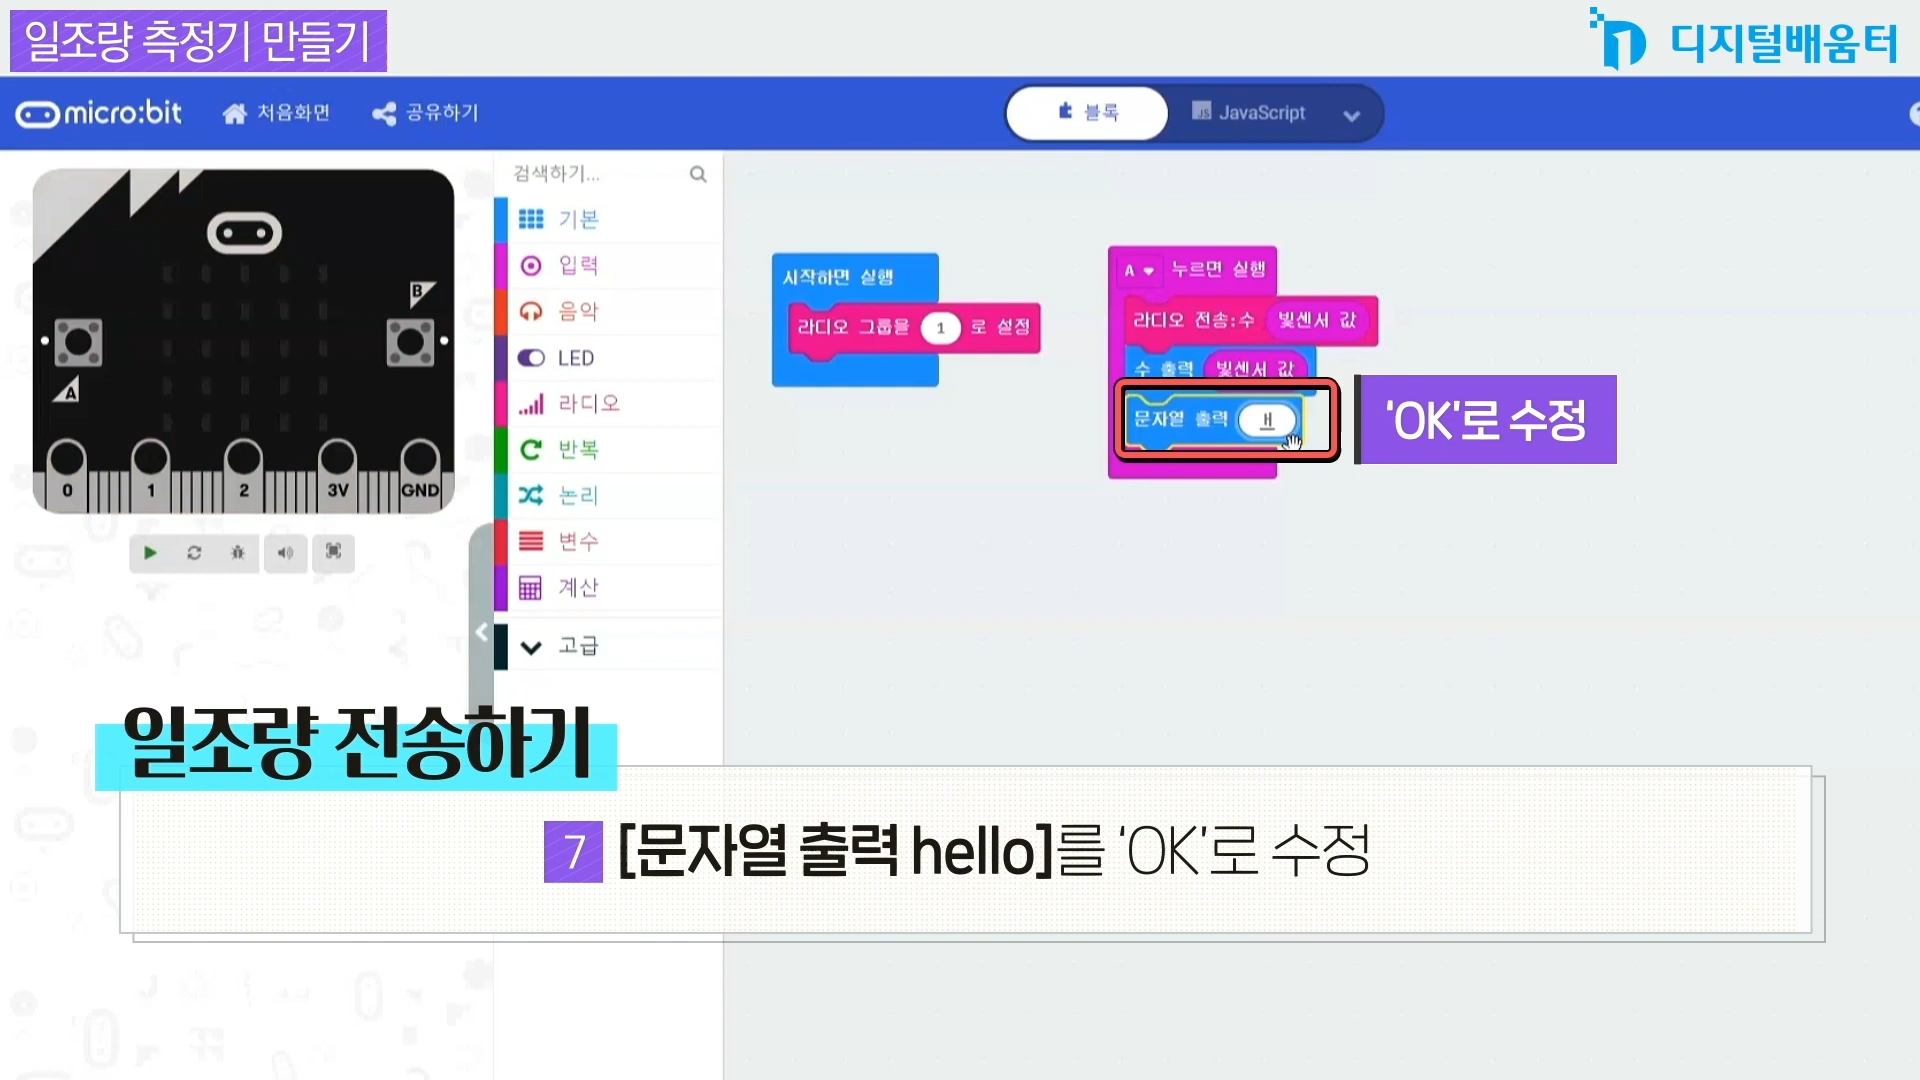 일조량 측정기 만들기
디지털배움터
micro:bit
처음화면
공유하기
블록
JS JavaScript
검색하기...
기본
입력
음악
LED
라디오
반복
논리
변수
계산
고급
B
A
0 1 2 3V GND
시작하면 실행
라디오 그룹을 1 로 설정
A 누르면 실행
라디오 전송:수 빛센서 값
수 출력 빛센서 값
문자열 출력 ㅐ
'OK'로 수정
일조량 전송하기
7 [문자열 출력 hello]를 'OK'로 수정